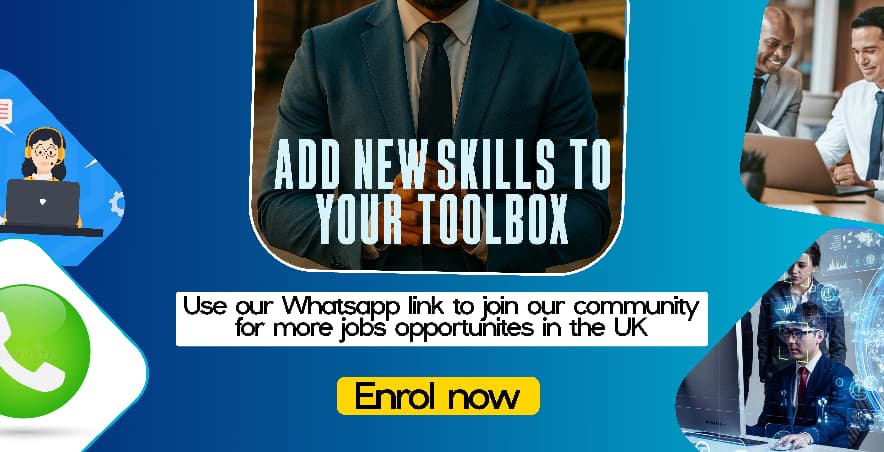 ADD NEW SKILLS TO
YOUR TOOLBOX
Use our Whatsapp link to join our community
for more jobs opportunites in the UK
Enrol now